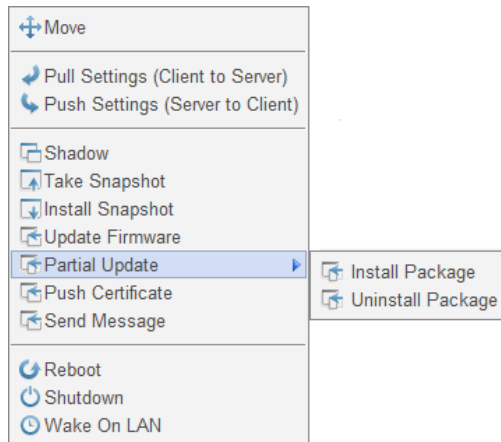 Move
Pull Settings (Client to Server)
Push Settings (Server to Client)
Shadow
Take Snapshot
Install Snapshot
Update Firmware
Partial Update
Install Package
Uninstall Package
Push Certificate
Send Message
Reboot
Shutdown
Wake On LAN